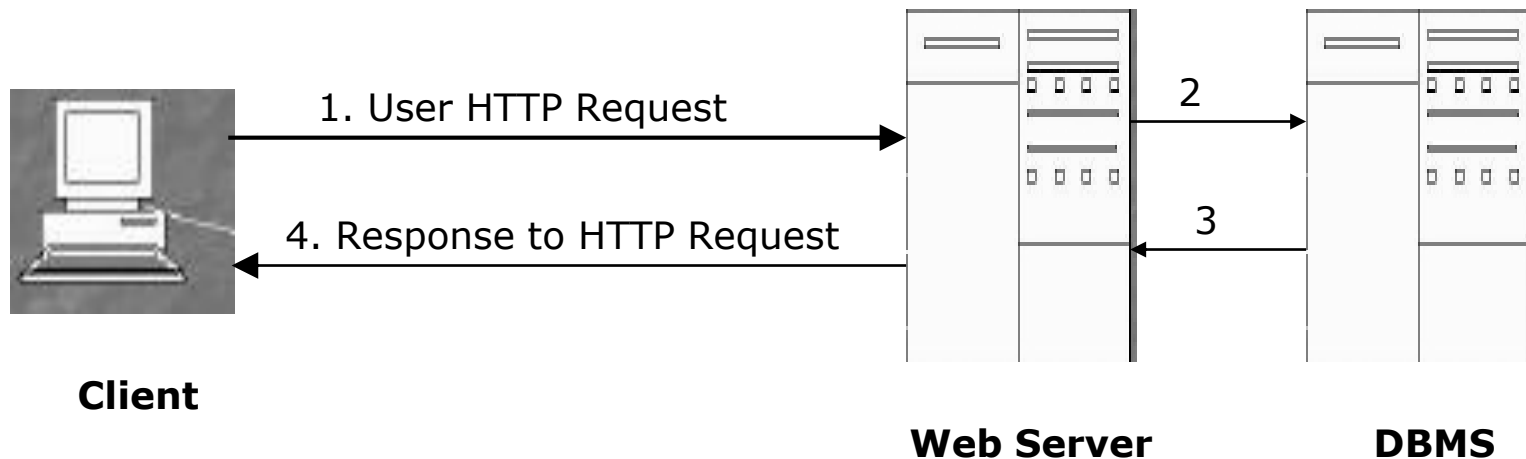 1. User HTTP Request
2
4. Response to HTTP Request
3
Client
Web Server
DBMS